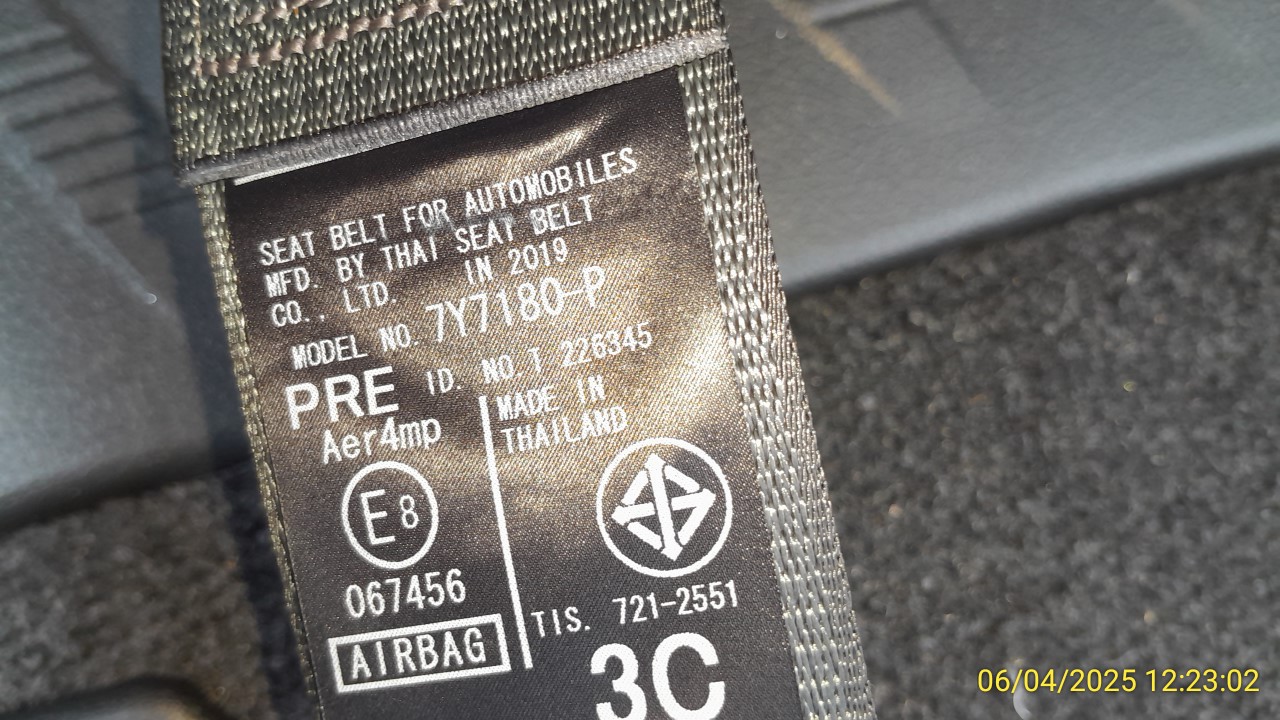 SEAT BELT FOR AUTOMOBILES
MFD. BY THAI SEAT BELT
CO., LTD. IN 2019
MODEL NO. 7Y7180-P
PRE ID. NO.T 226345
Aer4mp
MADE IN
THAILAND
E8
067456
AIRBAG
TIS. 721-2551
3C
06/04/2025 12:23:02